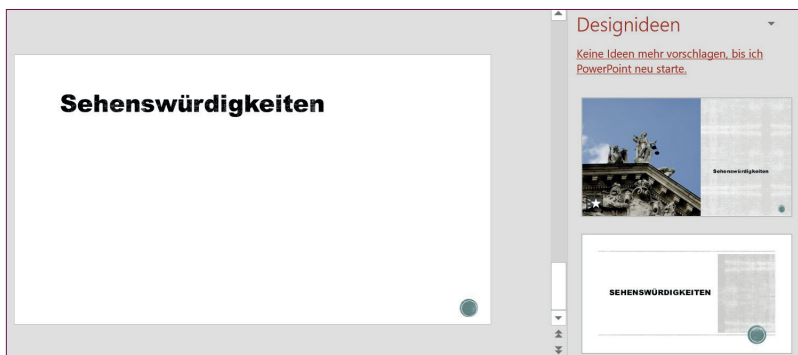 Sehenswürdigkeiten
Designideen
Keine Ideen mehr vorschlagen, bis ich
PowerPoint neu starte.
Sehenswürdigkeiten
SEHENSWÜRDIGKEITEN